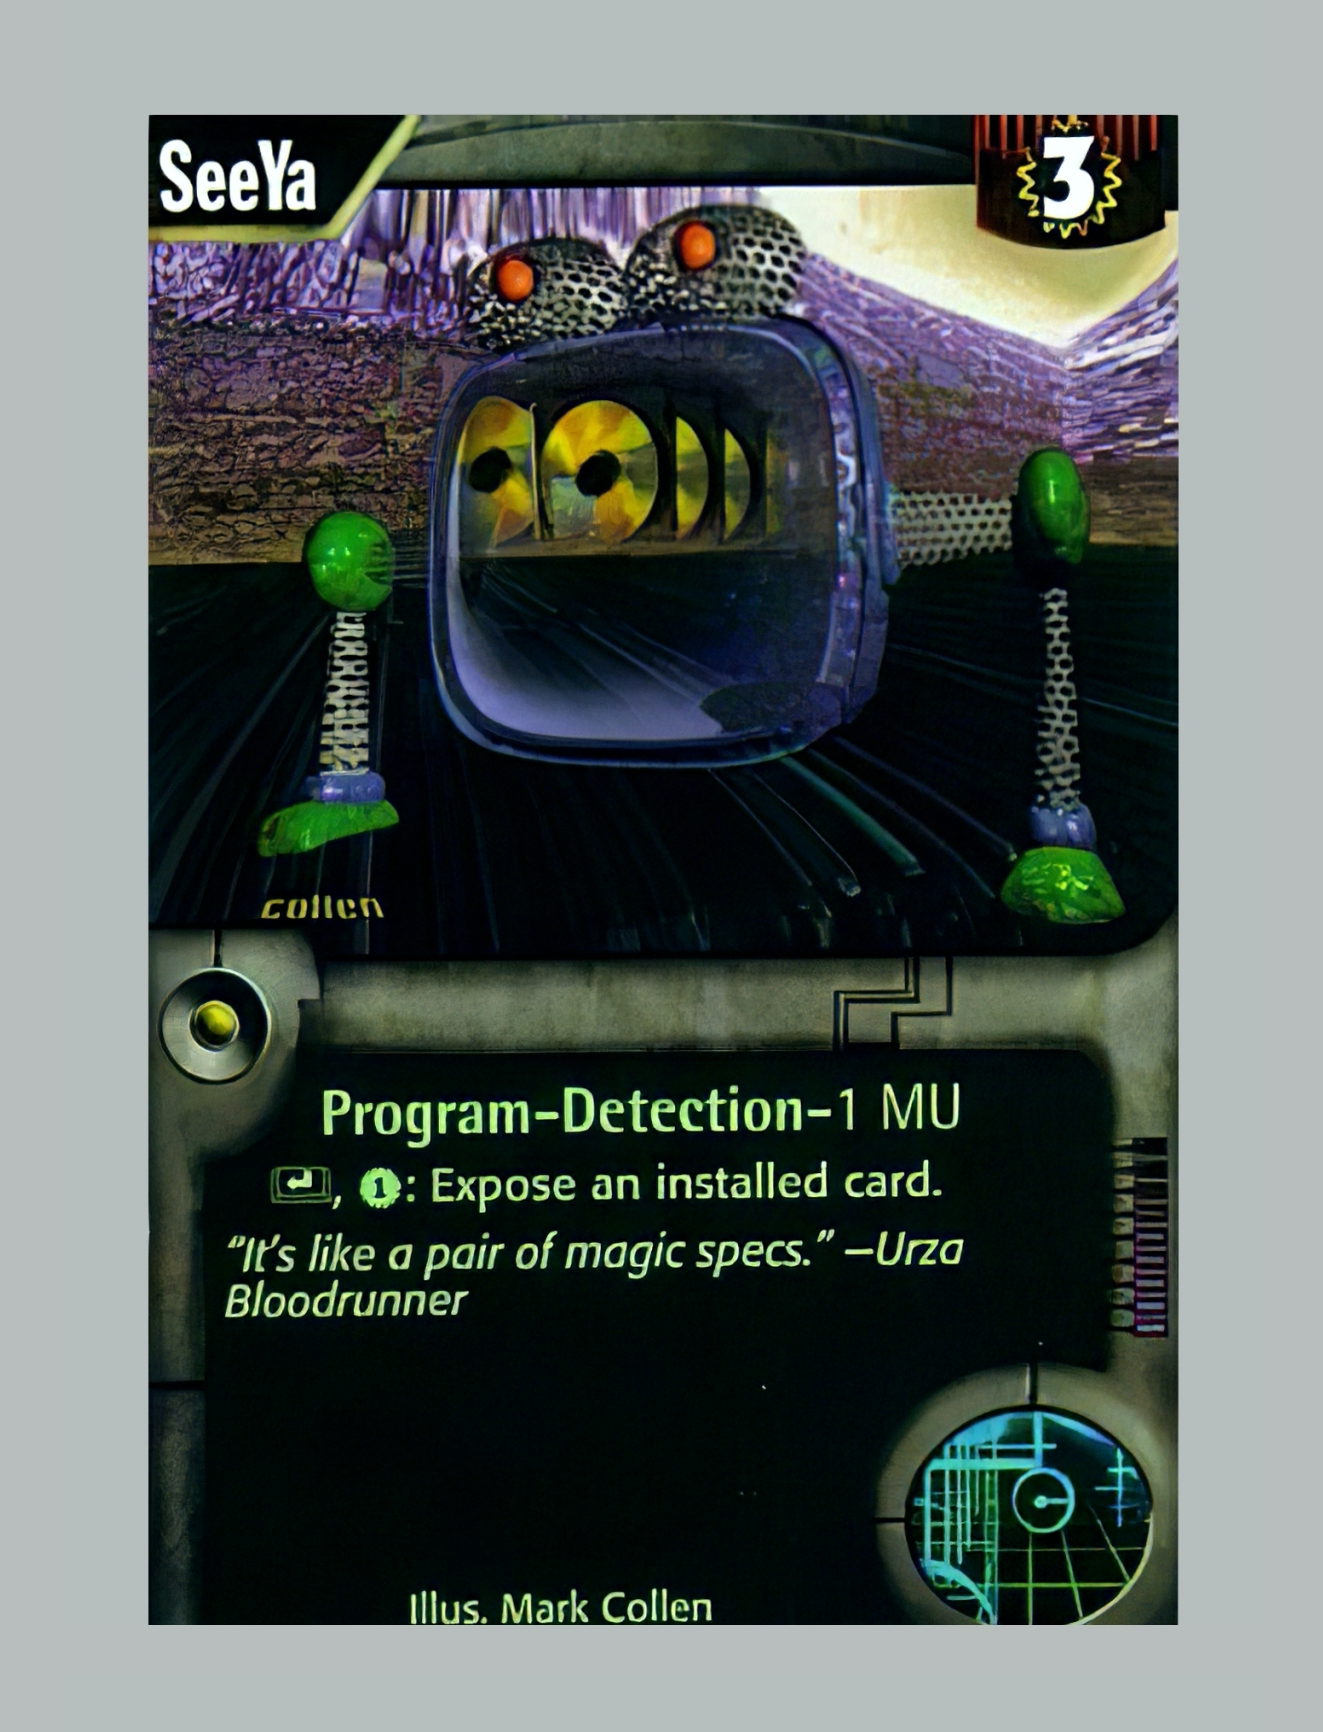 SeeYa
3
collen
Program-Detection-1 MU
, 1: Expose an installed card.
"It's like a pair of magic specs." –Urza
Bloodrunner
Illus. Mark Collen